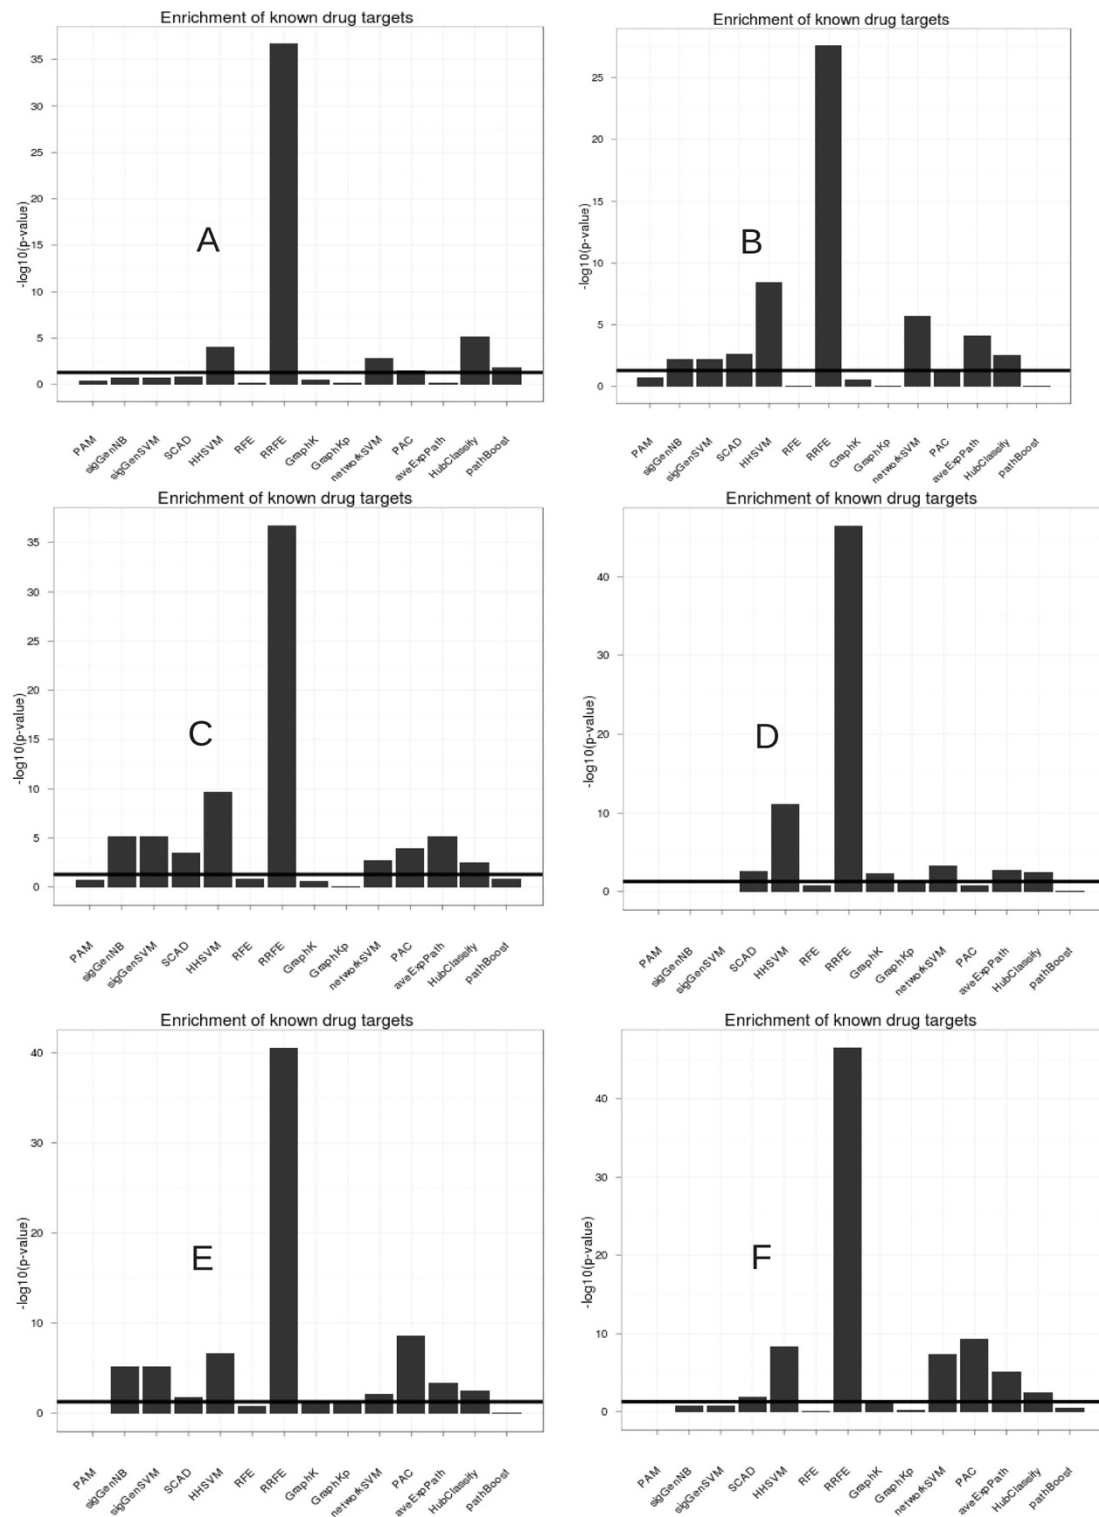 Enrichment of known drug targets
-log10(p-value)
35
30
25
20
15
10
5
0
A
PAM
sigGenNB
sigGenSVM
SCAD
HHSVM
RFE
RRFE
GraphK
GraphKp
networkSVM
PAC
aveExpPath
HubClassify
pathBoost
Enrichment of known drug targets
-log10(p-value)
25
20
15
10
5
0
B
PAM
sigGenNB
sigGenSVM
SCAD
HHSVM
RFE
RRFE
GraphK
GraphKp
networkSVM
PAC
aveExpPath
HubClassify
pathBoost
Enrichment of known drug targets
-log10(p-value)
35
30
25
20
15
10
5
0
C
PAM
sigGenNB
sigGenSVM
SCAD
HHSVM
RFE
RRFE
GraphK
GraphKp
networkSVM
PAC
aveExpPath
HubClassify
pathBoost
Enrichment of known drug targets
-log10(p-value)
40
30
20
10
0
D
PAM
sigGenNB
sigGenSVM
SCAD
HHSVM
RFE
RRFE
GraphK
GraphKp
networkSVM
PAC
aveExpPath
HubClassify
pathBoost
Enrichment of known drug targets
-log10(p-value)
40
30
20
10
0
E
PAM
sigGenNB
sigGenSVM
SCAD
HHSVM
RFE
RRFE
GraphK
GraphKp
networkSVM
PAC
aveExpPath
HubClassify
pathBoost
Enrichment of known drug targets
-log10(p-value)
40
30
20
10
0
F
PAM
sigGenNB
sigGenSVM
SCAD
HHSVM
RFE
RRFE
GraphK
GraphKp
networkSVM
PAC
aveExpPath
HubClassify
pathBoost